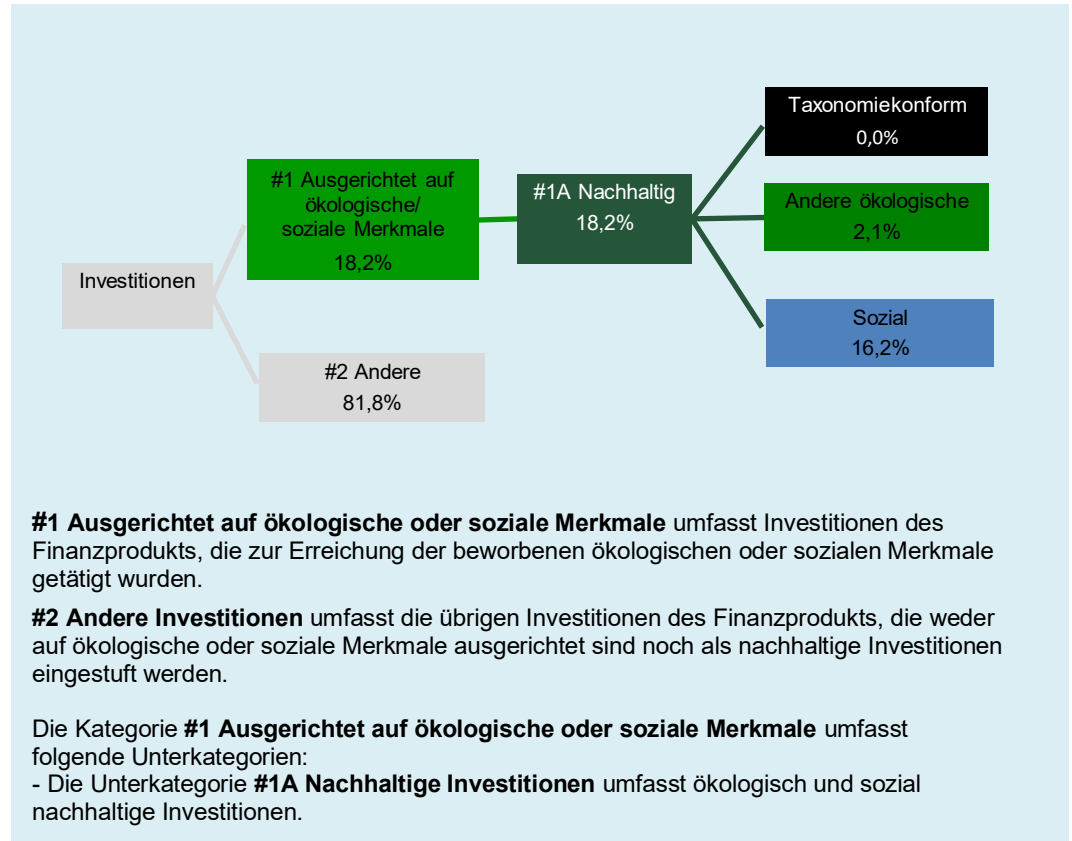 Taxonomiekonform
0,0%
#1 Ausgerichtet auf
ökologische/
soziale Merkmale
18,2%
#1A Nachhaltig
18,2%
Andere ökologische
2,1%
Investitionen
Sozial
16,2%
#2 Andere
81,8%
#1 Ausgerichtet auf ökologische oder soziale Merkmale umfasst Investitionen des
Finanzprodukts, die zur Erreichung der beworbenen ökologischen oder sozialen Merkmale
getätigt wurden.
#2 Andere Investitionen umfasst die übrigen Investitionen des Finanzprodukts, die weder
auf ökologische oder soziale Merkmale ausgerichtet sind noch als nachhaltige Investitionen
eingestuft werden.
Die Kategorie #1 Ausgerichtet auf ökologische oder soziale Merkmale umfasst
folgende Unterkategorien:
- Die Unterkategorie #1A Nachhaltige Investitionen umfasst ökologisch und sozial
nachhaltige Investitionen.